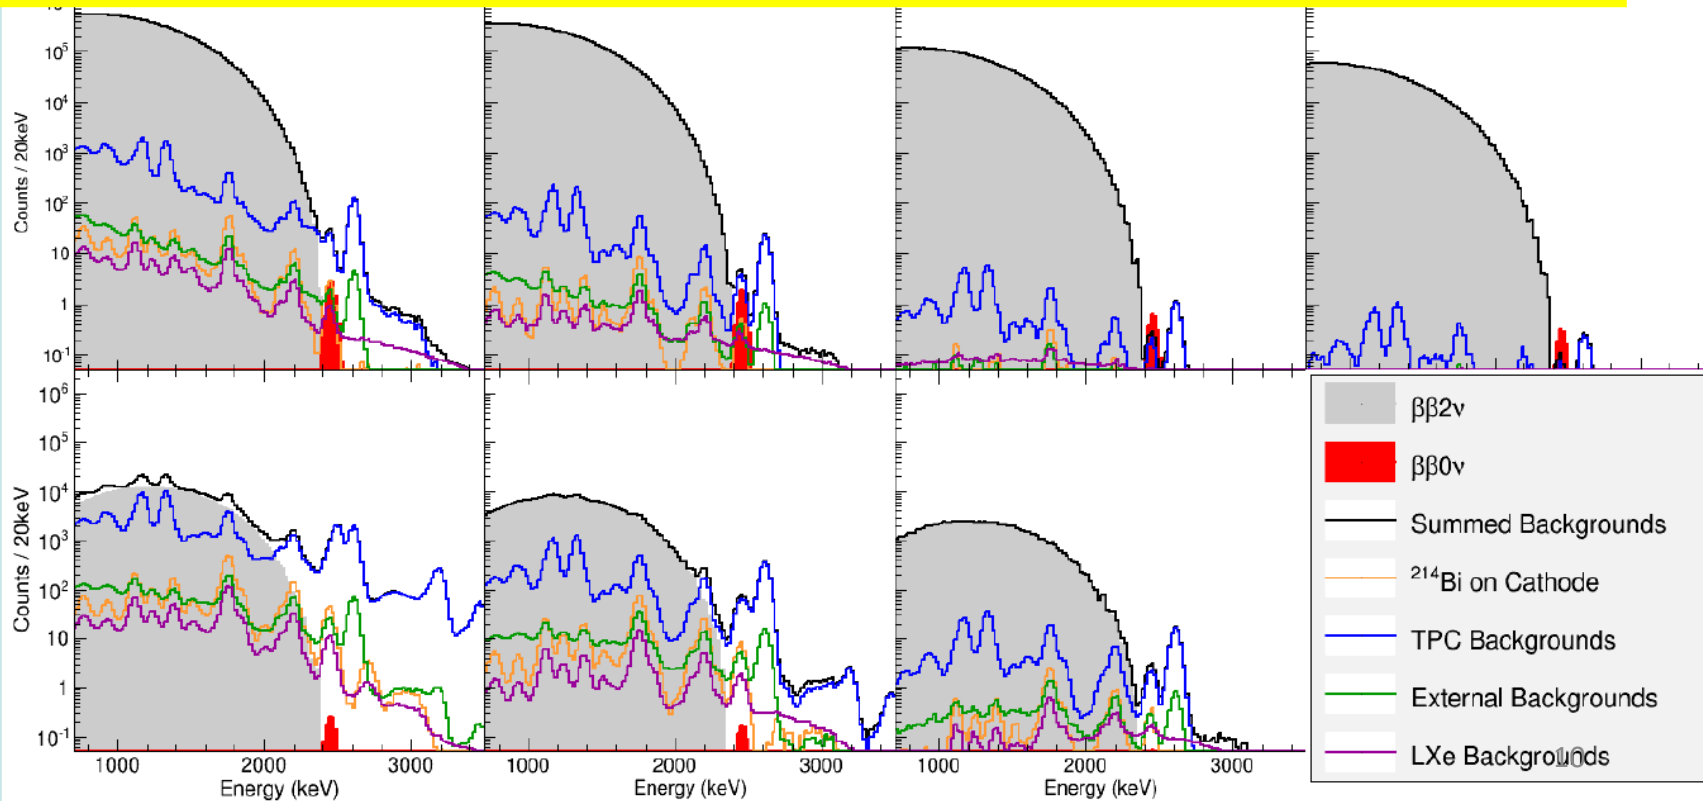 Counts / 20keV
10⁵
10⁴
10³
10²
10
1
10⁻¹
10⁶
10⁵
10⁴
10³
10²
10
1
10⁻¹
Counts / 20keV
1000 2000 3000
Energy (keV)
1000 2000 3000
Energy (keV)
1000 2000 3000
Energy (keV)
ββ2ν
ββ0ν
Summed Backgrounds
²¹⁴Bi on Cathode
TPC Backgrounds
External Backgrounds
LXe Backgrounds
10